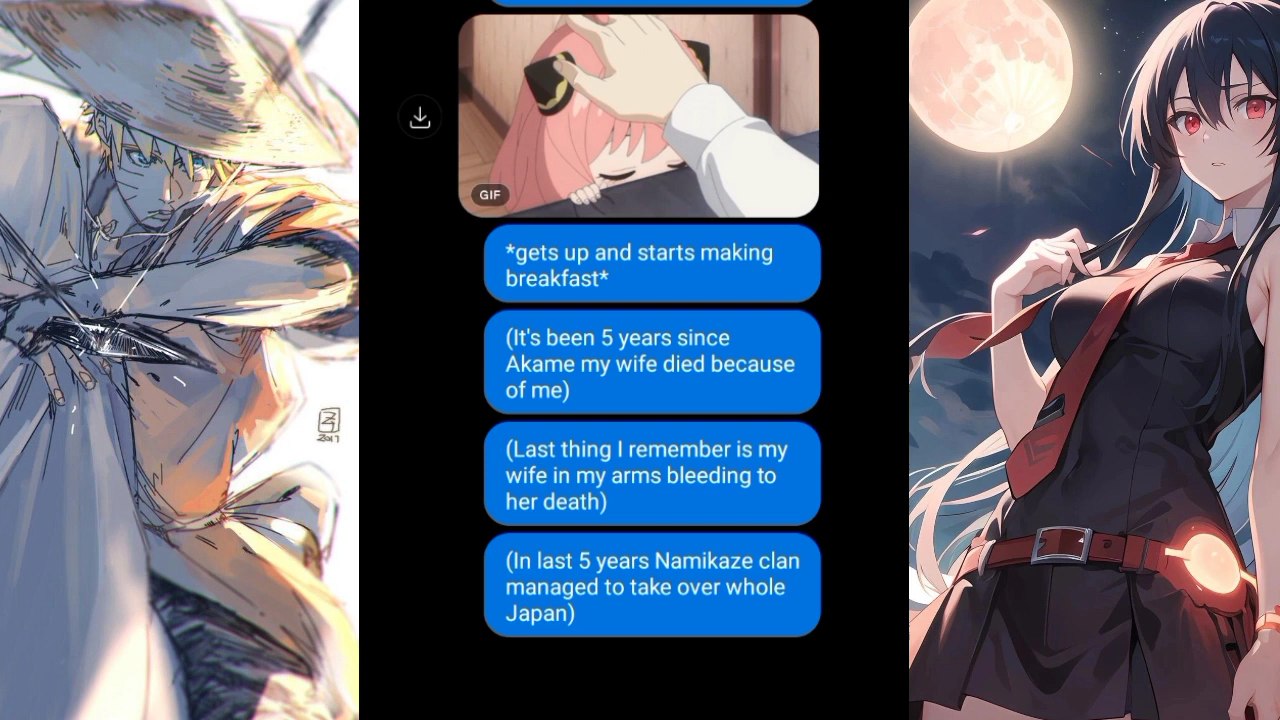 GIF
*gets up and starts making
breakfast*
(It's been 5 years since
Akame my wife died because
of me)
(Last thing I remember is my
wife in my arms bleeding to
her death)
(In last 5 years Namikaze clan
managed to take over whole
Japan)
2017